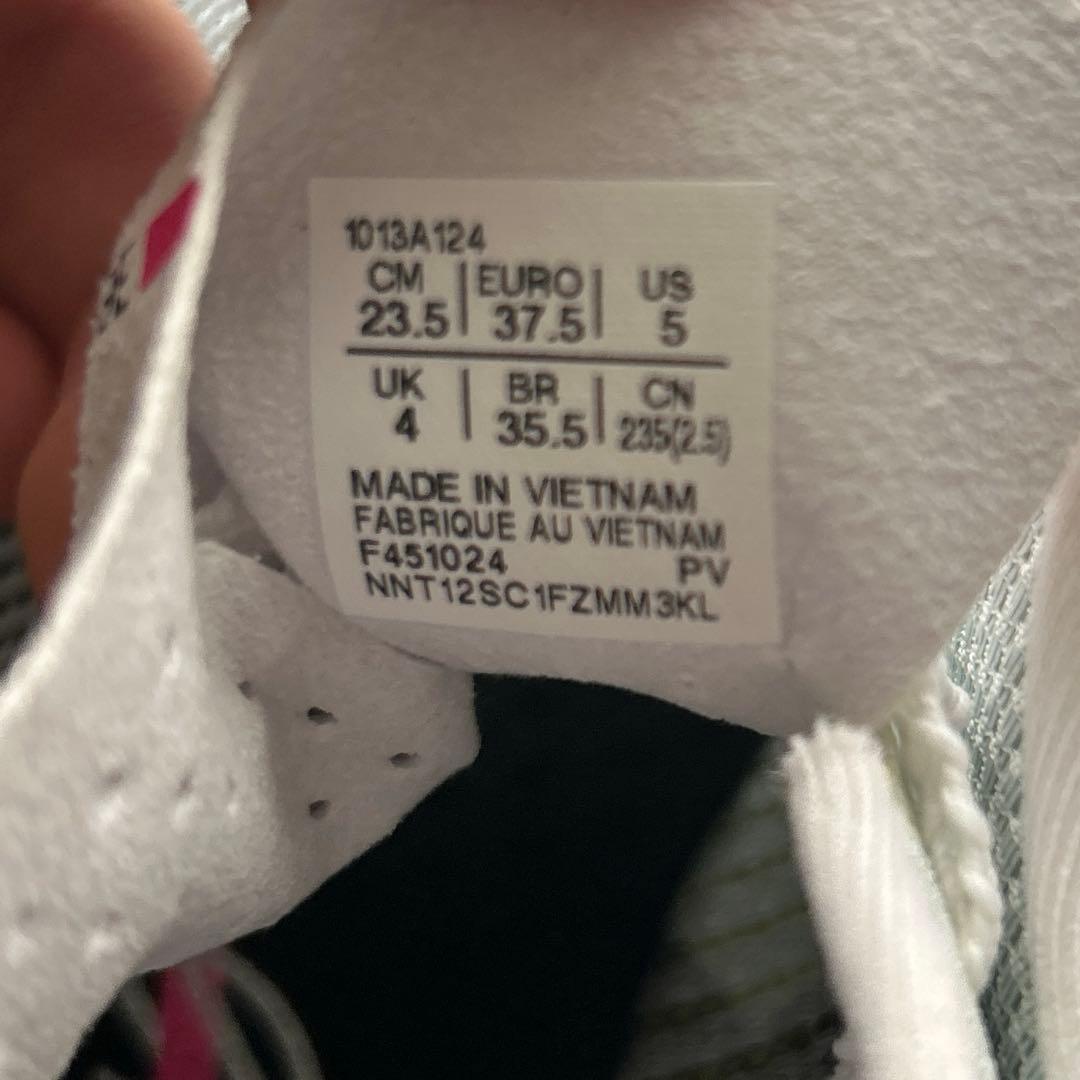 1013A124
CM | EURO | US
23.5 | 37.5 | 5
UK | BR | CN
4 | 35.5 | 235(2.5)
MADE IN VIETNAM
FABRIQUE AU VIETNAM
F451024 PV
NNT12SC1FZMM3KL